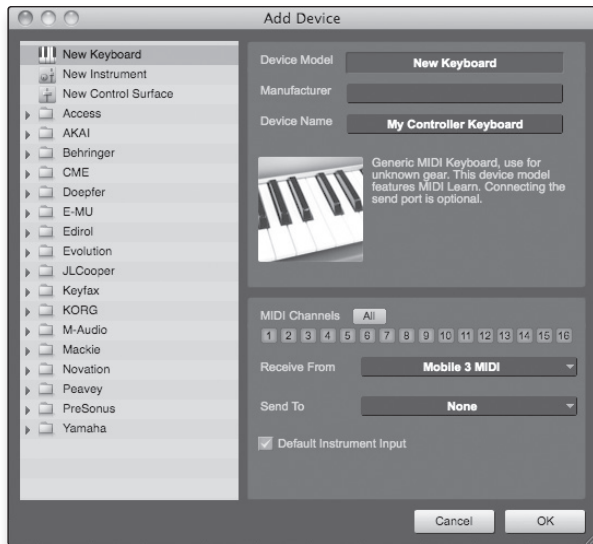 Add Device
New Keyboard
New Instrument
New Control Surface
Access
AKAI
Behringer
CME
Doepfer
E-MU
Edirol
Evolution
JLCooper
Keyfax
KORG
M-Audio
Mackie
Novation
Peavey
PreSonus
Yamaha
Device Model New Keyboard
Manufacturer
Device Name My Controller Keyboard
Generic MIDI Keyboard, use for
unknown gear. This device model
features MIDI Learn. Connecting the
send port is optional.
MIDI Channels All
1 2 3 4 5 6 7 8 9 10 11 12 13 14 15 16
Receive From Mobile 3 MIDI
Send To None
Default Instrument Input
Cancel OK